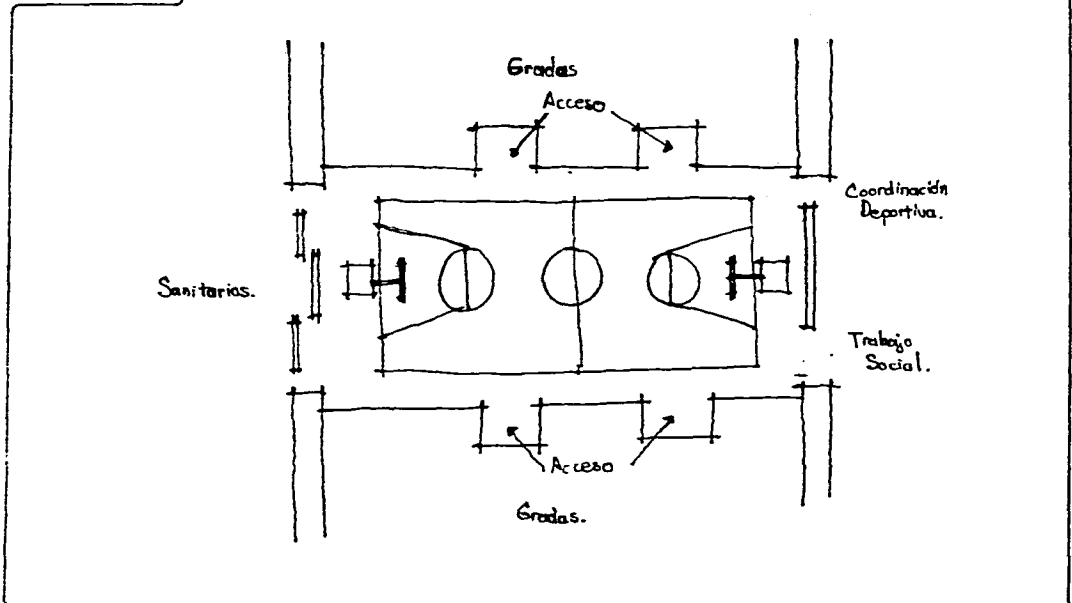 Gradas
Acceso
Coordinación
Deportiva.
Sanitarios.
Trabajo
Social.
Acceso
Gradas.